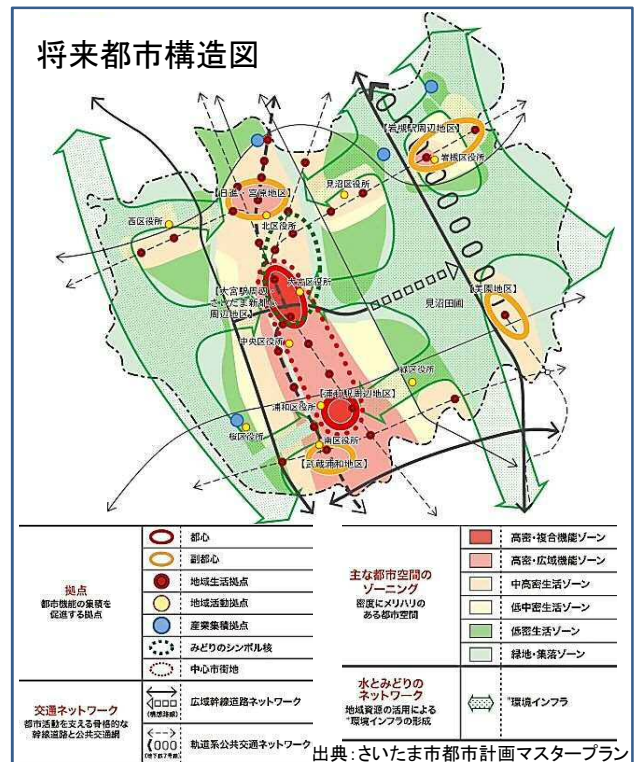 将来都市構造図
【岩槻駅周辺地区】
岩槻区役所
見沼区役所
【日進・宮原地区】
西区役所
北区役所
大宮区役所
【大宮駅周辺・
さいたま新都心
周辺地区】
【美園地区】
見沼田圃
中央区役所
緑区役所
【浦和駅周辺地区】
浦和区役所
桜区役所
南区役所
【武蔵浦和地区】
拠点
都市機能の集積を
促進する拠点
都心
副都心
地域生活拠点
地域活動拠点
産業集積拠点
みどりのシンボル核
中心市街地
交通ネットワーク
都市活動を支える骨格的な
幹線道路と公共交通網
(構想路線)
広域幹線道路ネットワーク
(地下鉄7号線)
軌道系公共交通ネットワーク
主な都市空間の
ゾーニング
密度にメリハリの
ある都市空間
高密・複合機能ゾーン
高密・広域機能ゾーン
中高密生活ゾーン
低中密生活ゾーン
低密生活ゾーン
緑地・集落ゾーン
水とみどりの
ネットワーク
地域資源の活用による
"環境インフラの形成
"環境インフラ
出典:さいたま市都市計画マスタープラン